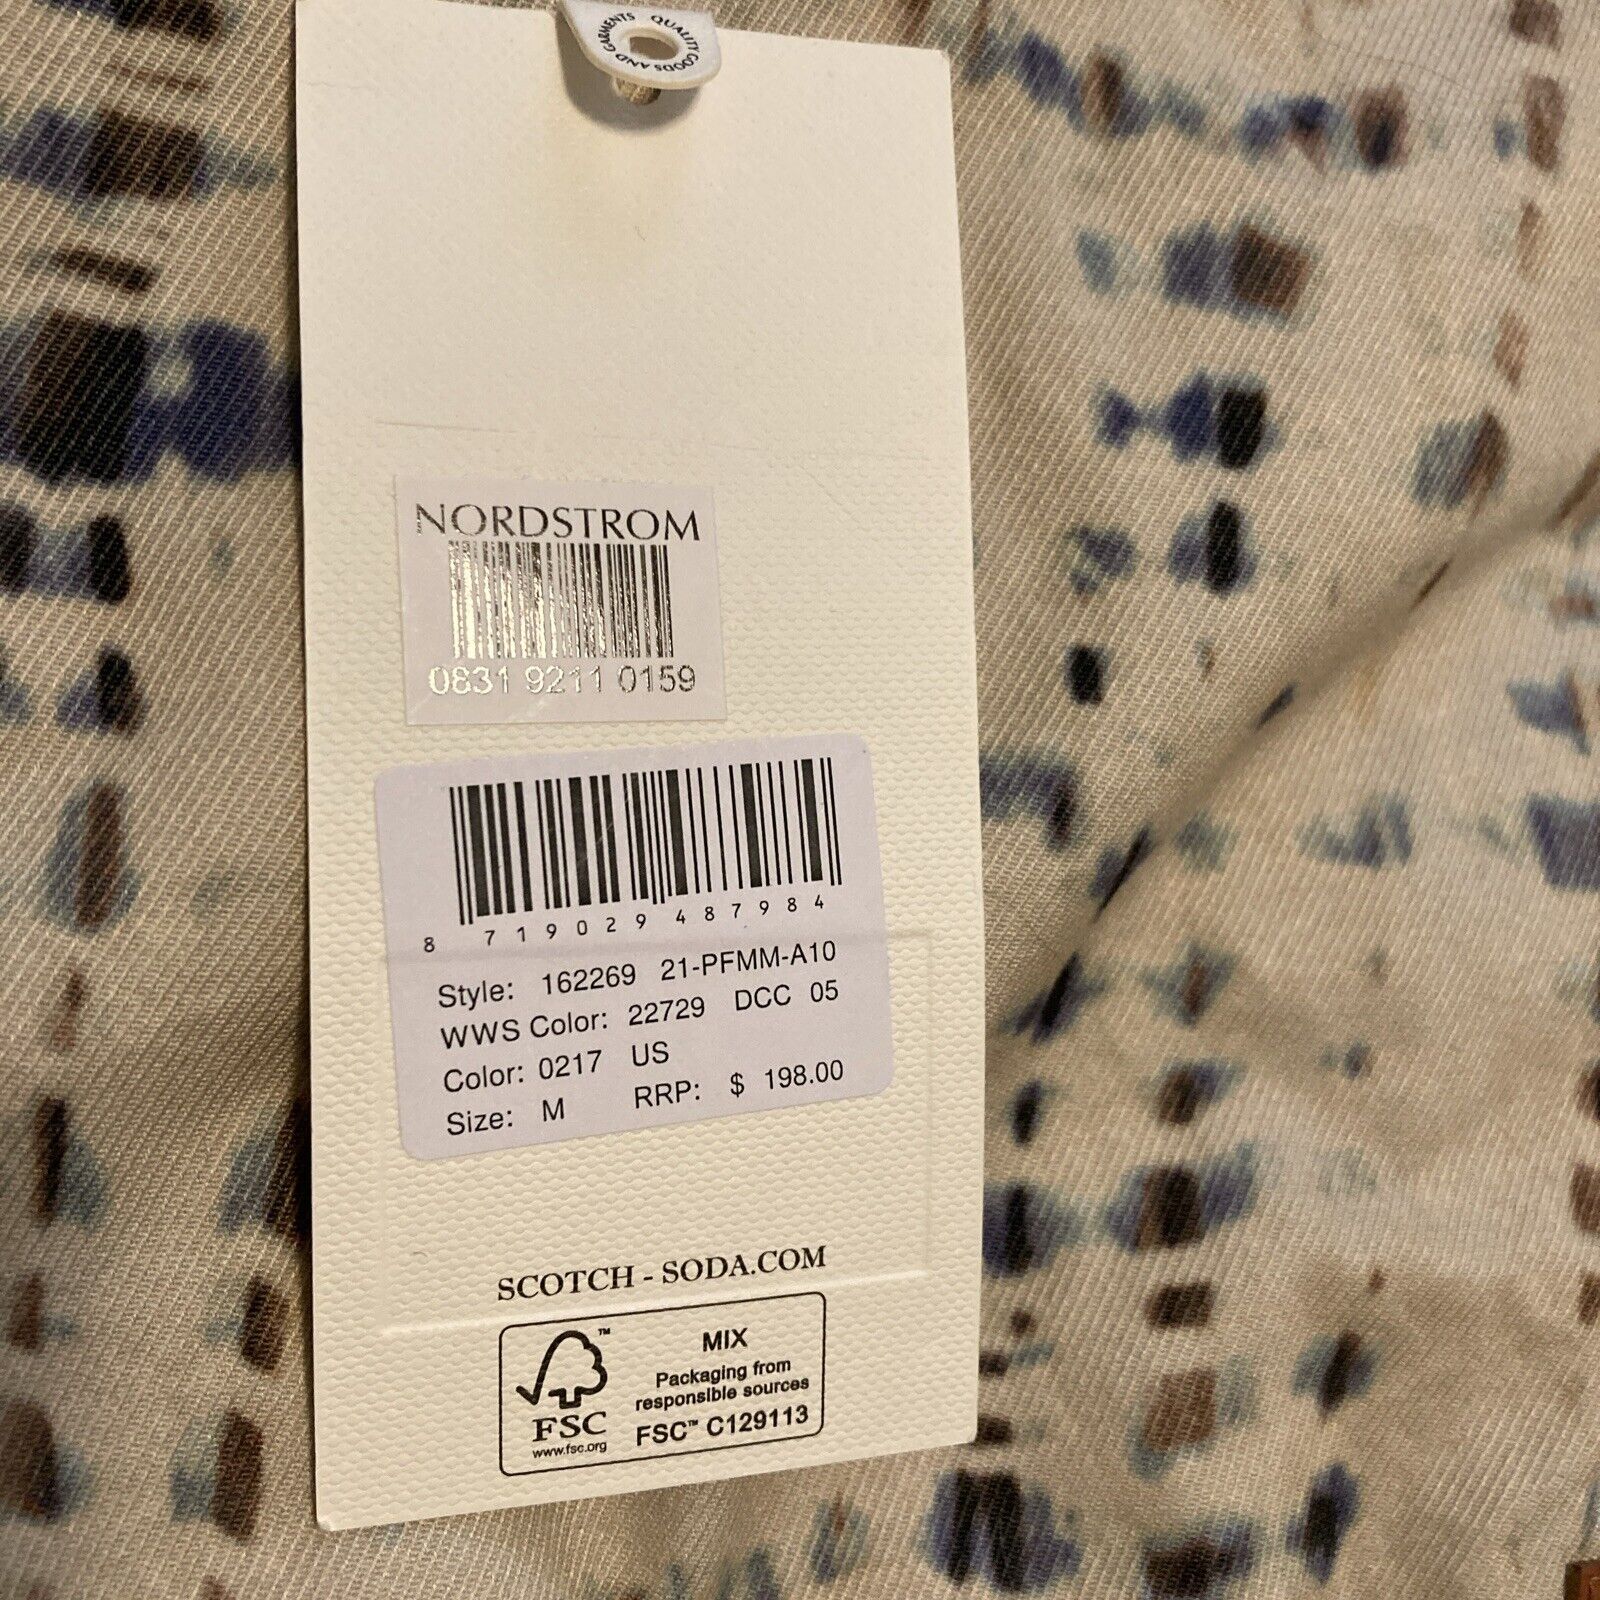 QUALITY GOODS AND GARMENTS
NORDSTROM
0831 9211 0159
8 719029 487984
Style: 162269 21-PFMM-A10
WWS Color: 22729 DCC 05
Color: 0217 US
Size: M RRP: $ 198.00
SCOTCH - SODA.COM
FSC
www.fsc.org
MIX
Packaging from
responsible sources
FSC™ C129113